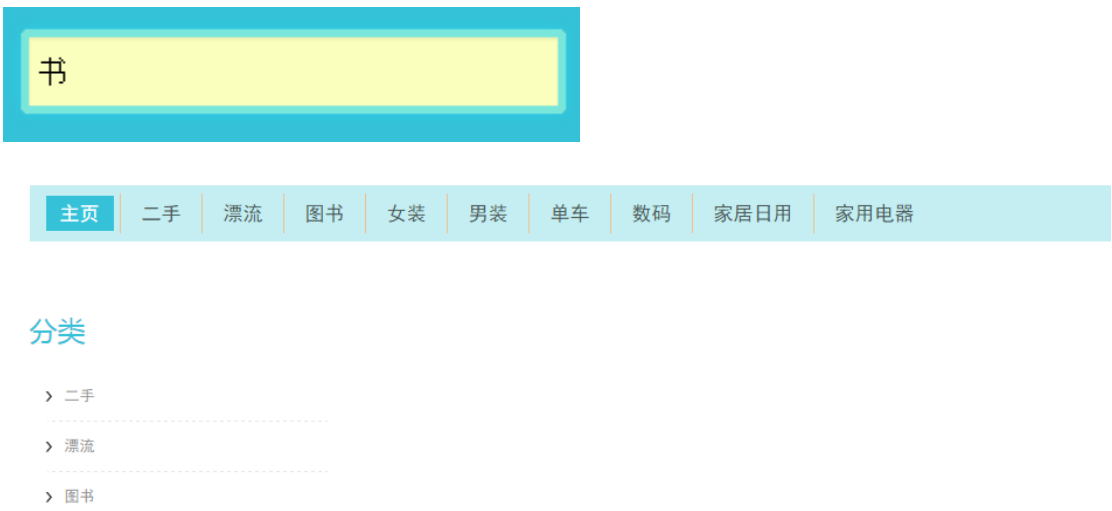 书
主页 二手 漂流 图书 女装 男装 单车 数码 家居日用 家用电器
分类
› 二手
› 漂流
› 图书